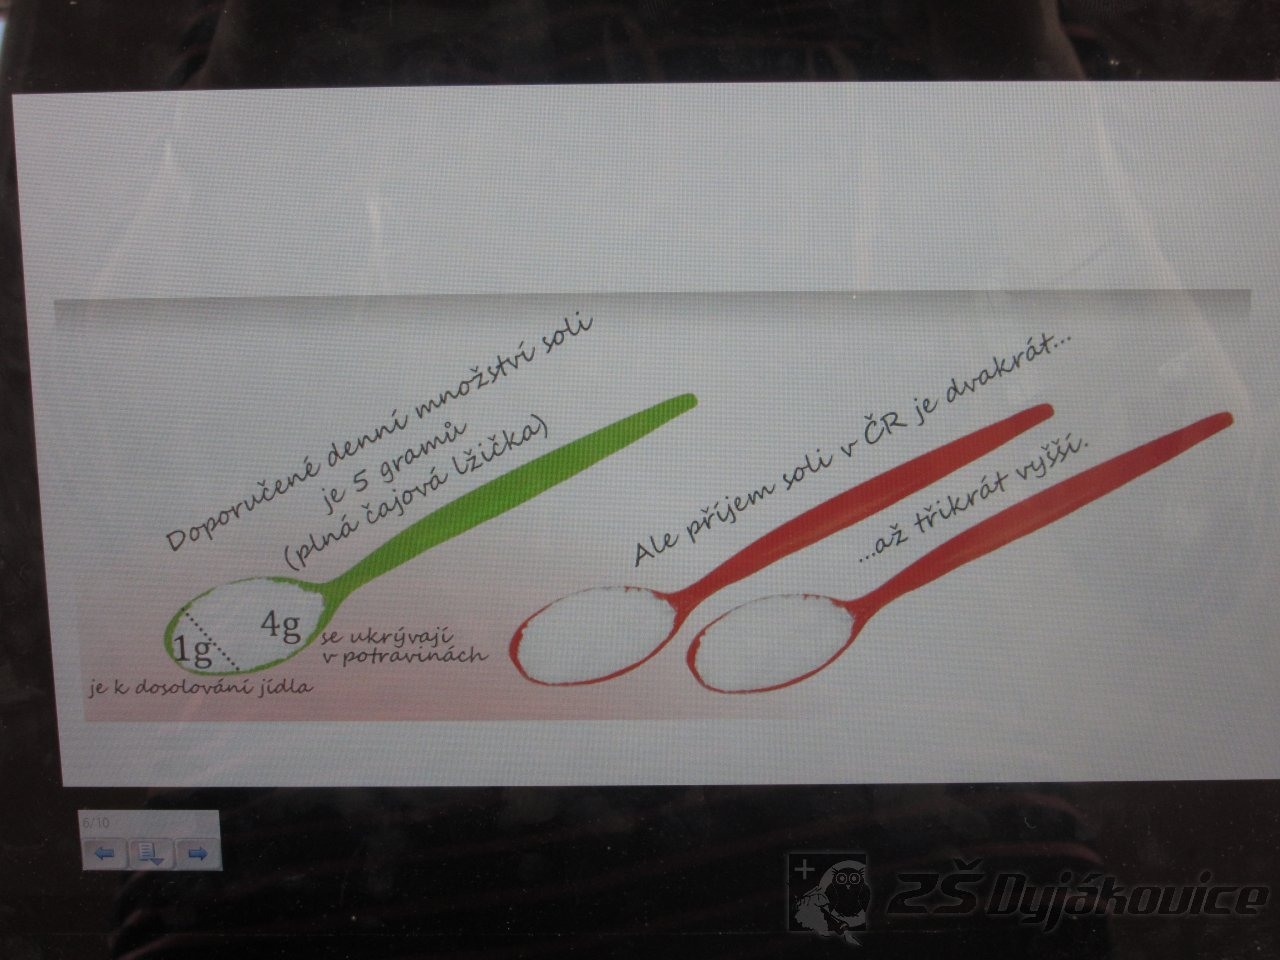 Doporučené denní množství soli
je 5 gramů
(plná čajová lžička)
1g
4g
se ukrývají
v potravinách
je k dosolování jídla
Ale příjem soli v ČR je dvakrát...
...až třikrát vyšší.
6/10
ZŠ Dyjákovice